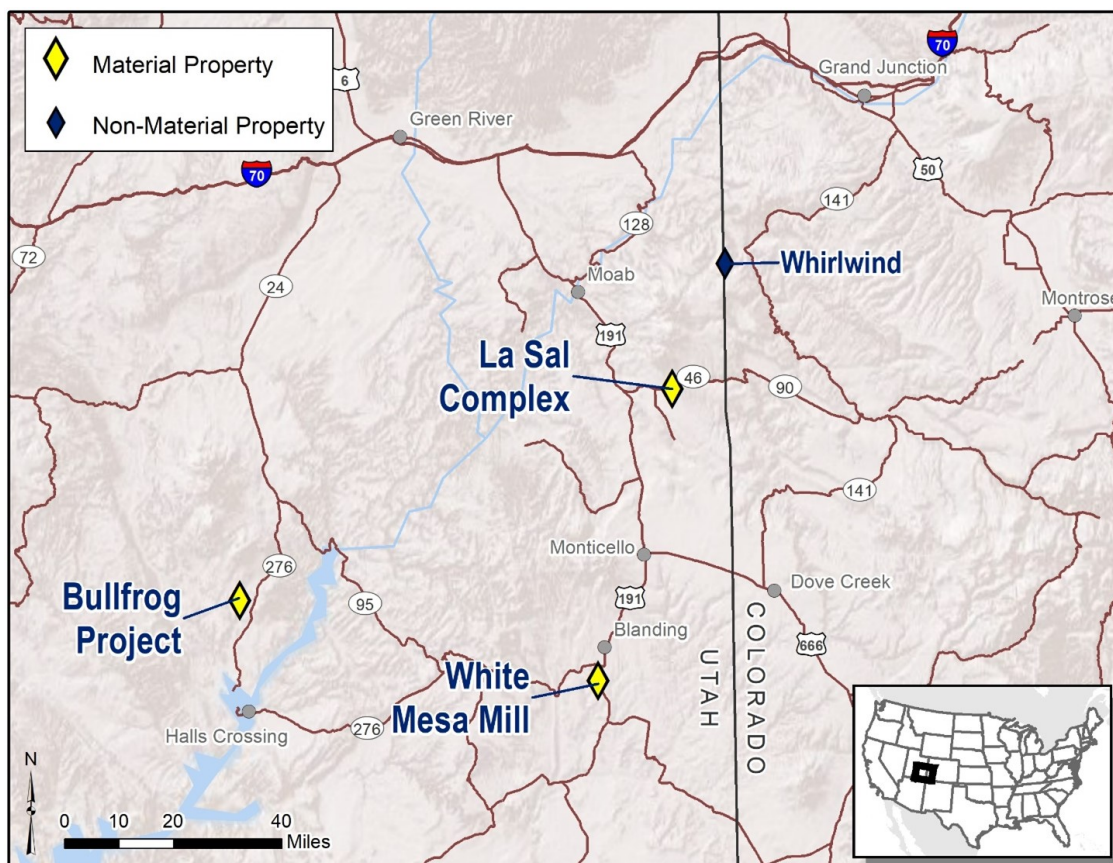 Material Property
Non-Material Property
6
70
Grand Junction
Green River
70
50
141
128
72
24
Whirlwind
Moab
Montrose
191
La Sal
Complex
46
90
141
Monticello
Dove Creek
276
Bullfrog
Project
95
191
Blanding
666
UTAH
COLORADO
White
Mesa Mill
Halls Crossing
276
N
0 10 20 40
Miles